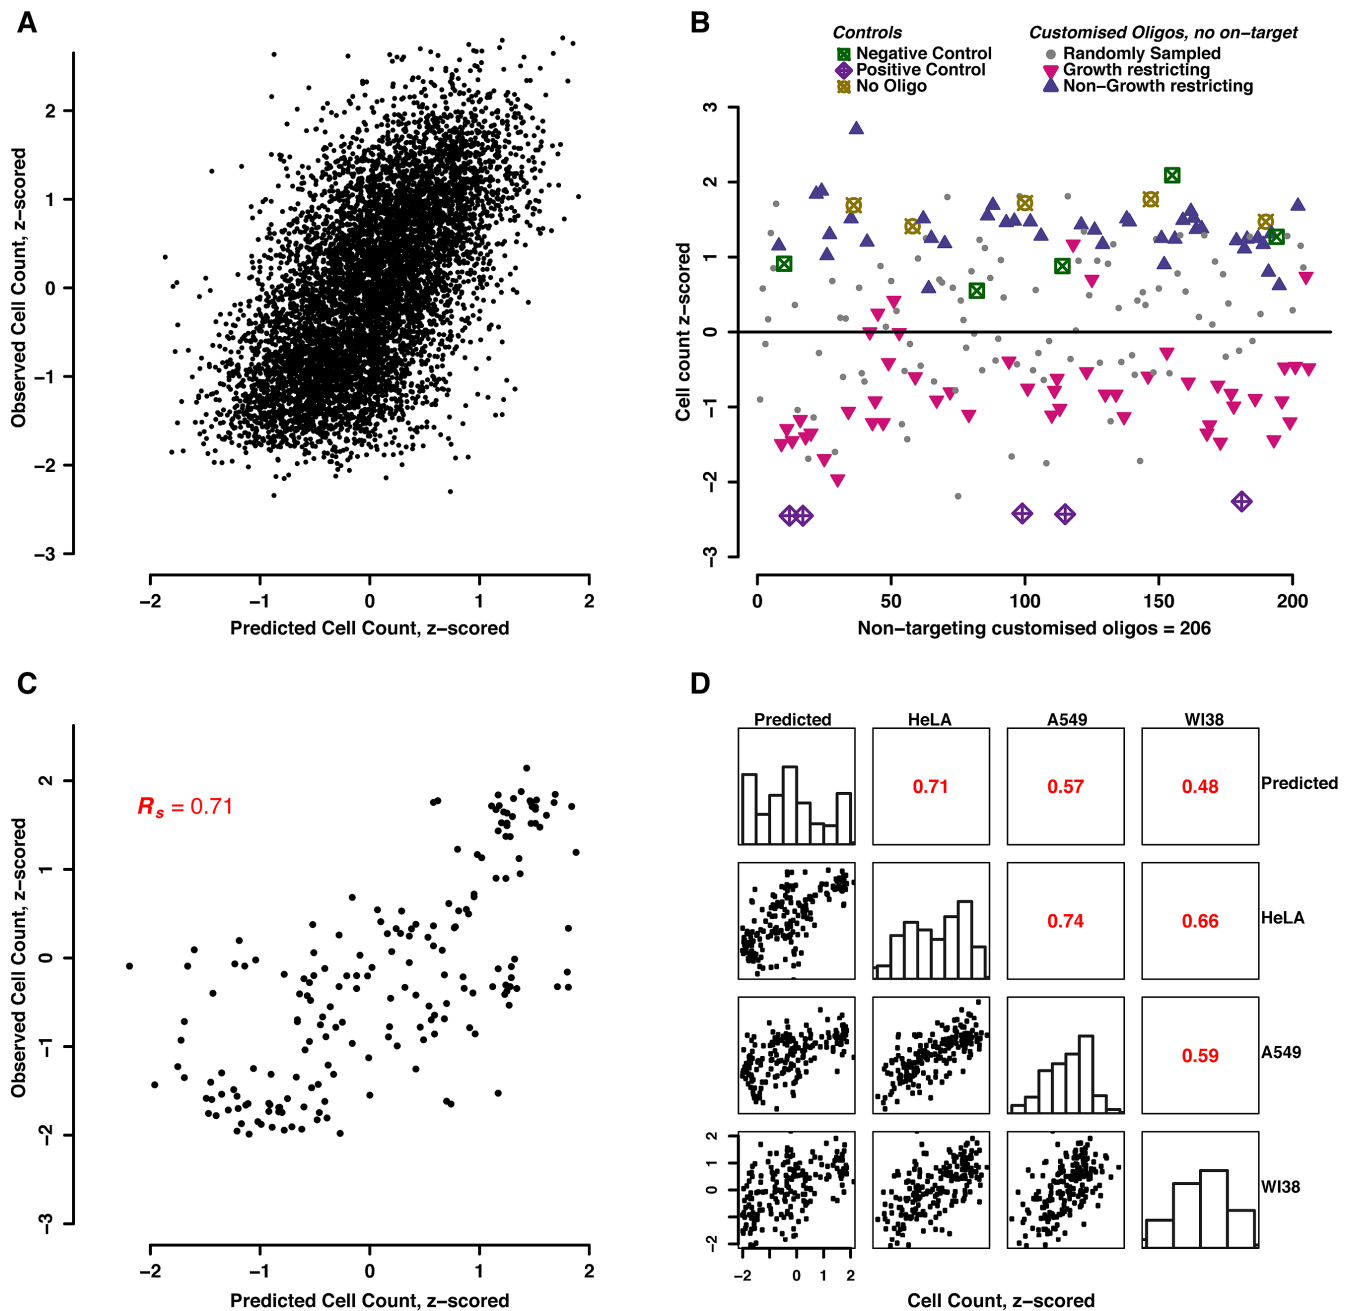 A
Observed Cell Count, z-scored
2
1
0
−1
−2
−3
−2 −1 0 1 2
Predicted Cell Count, z−scored
B
Controls
Negative Control
Positive Control
No Oligo
Customised Oligos, no on−target
Randomly Sampled
Growth restricting
Non−Growth restricting
Cell count z−scored
3
2
1
0
−1
−2
−3
0 50 100 150 200
Non−targeting customised oligos = 206
C
Observed Cell Count, z−scored
2
1
0
−1
−2
−3
Rs = 0.71
−2 −1 0 1 2
Predicted Cell Count, z−scored
D
Predicted HeLA A549 WI38
0.71 0.57 0.48 Predicted
0.74 0.66 HeLA
0.59 A549
2
1
0
−2
WI38
−2 0 1 2
Cell Count, z−scored